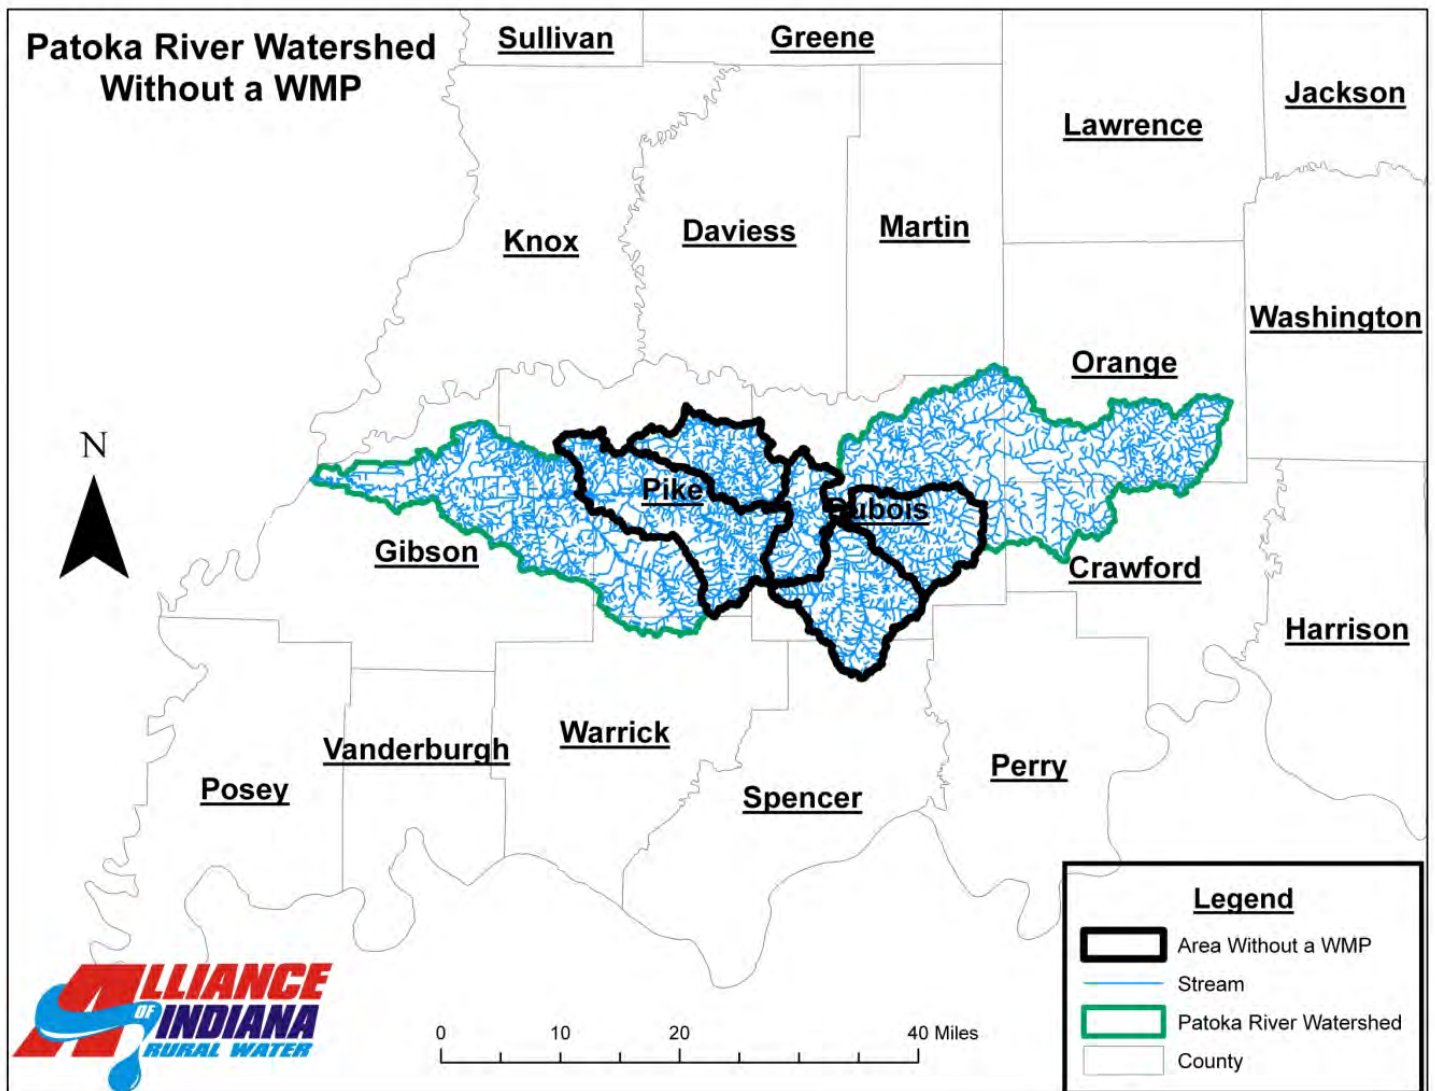 Patoka River Watershed
Without a WMP
Sullivan
Greene
Jackson
Lawrence
Knox
Daviess
Martin
Washington
Orange
N
Pike
Dubois
Gibson
Crawford
Harrison
Warrick
Vanderburgh
Posey
Spencer
Perry
Legend
Area Without a WMP
Stream
Patoka River Watershed
County
ALLIANCE
OF
INDIANA
RURAL WATER
0 10 20 40 Miles